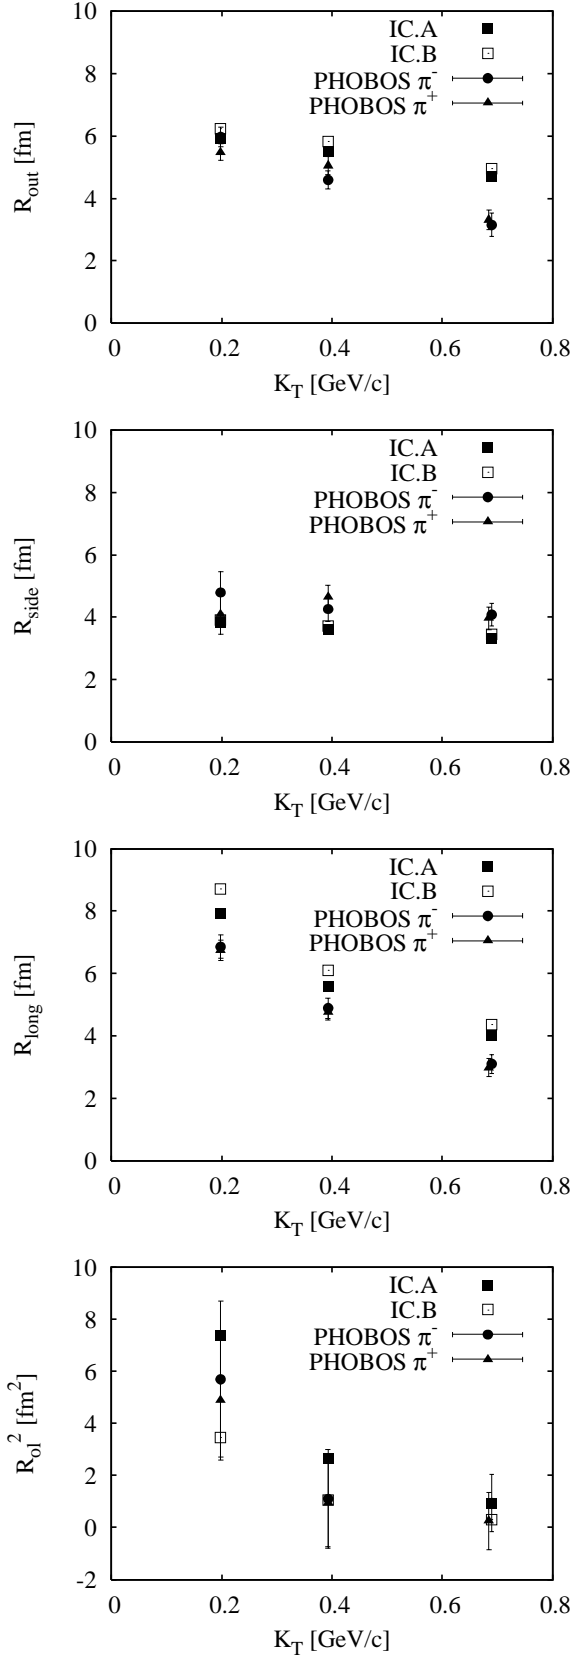 10
8
6
4
2
0
R_out [fm]
IC.A
IC.B
PHOBOS π^-
PHOBOS π^+
0 0.2 0.4 0.6 0.8
K_T [GeV/c]
10
8
6
4
2
0
R_side [fm]
IC.A
IC.B
PHOBOS π^-
PHOBOS π^+
0 0.2 0.4 0.6 0.8
K_T [GeV/c]
10
8
6
4
2
0
R_long [fm]
IC.A
IC.B
PHOBOS π^-
PHOBOS π^+
0 0.2 0.4 0.6 0.8
K_T [GeV/c]
10
8
6
4
2
0
-2
R_ol^2 [fm^2]
IC.A
IC.B
PHOBOS π^-
PHOBOS π^+
0 0.2 0.4 0.6 0.8
K_T [GeV/c]